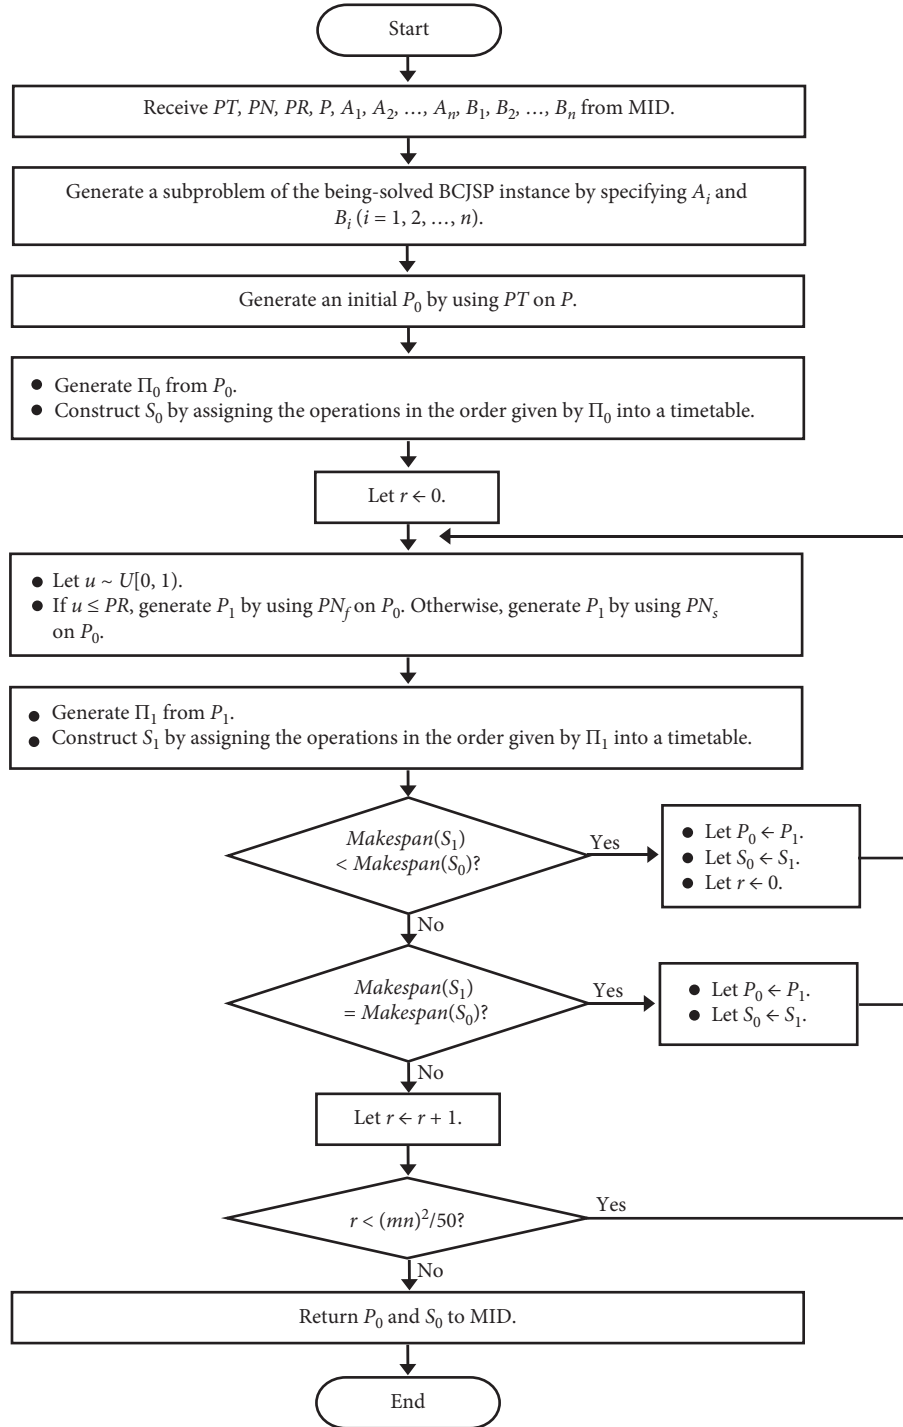 Start
Receive PT, PN, PR, P, A₁, A₂, …, Aₙ, B₁, B₂, …, Bₙ from MID.
Generate a subproblem of the being-solved BCJSP instance by specifying Aᵢ and
Bᵢ (i = 1, 2, …, n).
Generate an initial P₀ by using PT on P.
● Generate Π₀ from P₀.
● Construct S₀ by assigning the operations in the order given by Π₀ into a timetable.
Let r ← 0.
● Let u ~ U[0, 1).
● If u ≤ PR, generate P₁ by using PN_f on P₀. Otherwise, generate P₁ by using PNₛ
on P₀.
● Generate Π₁ from P₁.
● Construct S₁ by assigning the operations in the order given by Π₁ into a timetable.
Makespan(S₁)
< Makespan(S₀)?
Yes
● Let P₀ ← P₁.
● Let S₀ ← S₁.
● Let r ← 0.
No
Makespan(S₁)
= Makespan(S₀)?
Yes
● Let P₀ ← P₁.
● Let S₀ ← S₁.
No
Let r ← r + 1.
r < (mn)²/50?
Yes
No
Return P₀ and S₀ to MID.
End